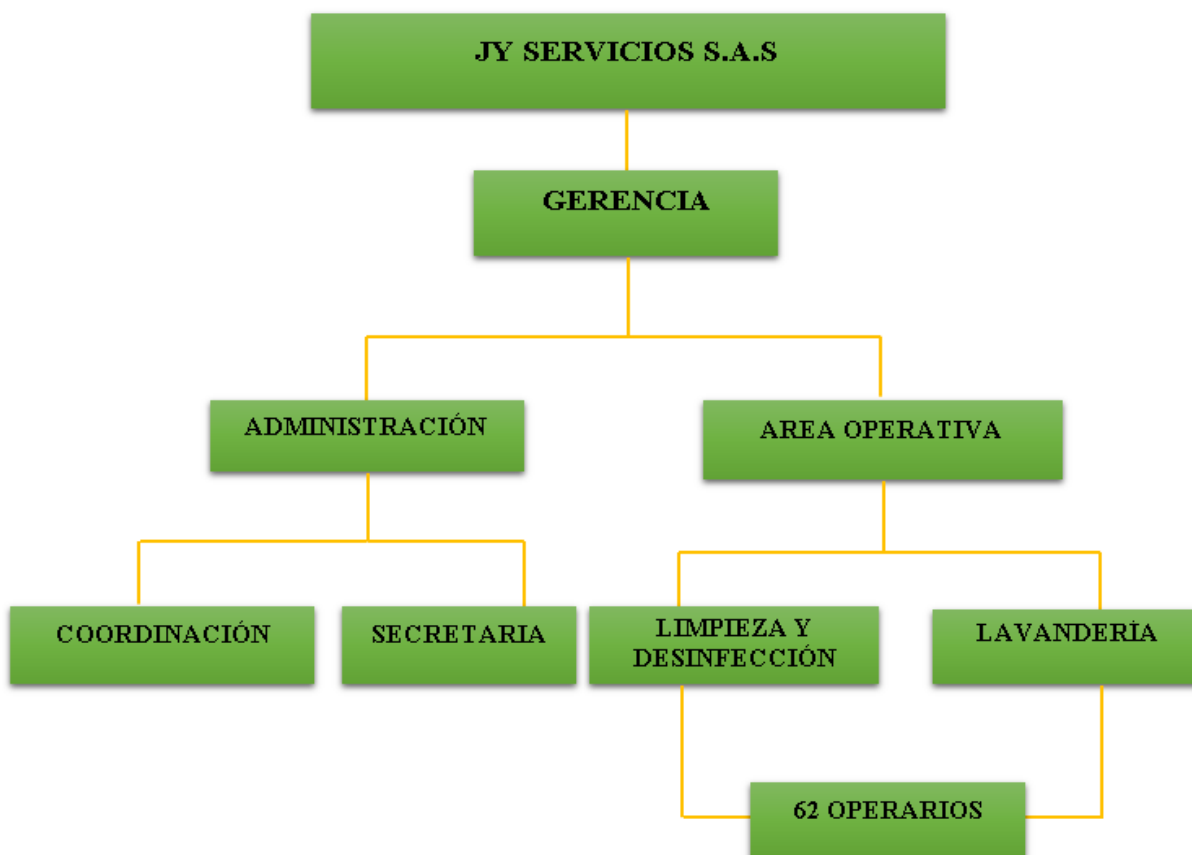 JY SERVICIOS S.A.S
GERENCIA
ADMINISTRACIÓN
AREA OPERATIVA
COORDINACIÓN
SECRETARIA
LIMPIEZA Y
DESINFECCIÓN
LAVANDERÍA
62 OPERARIOS